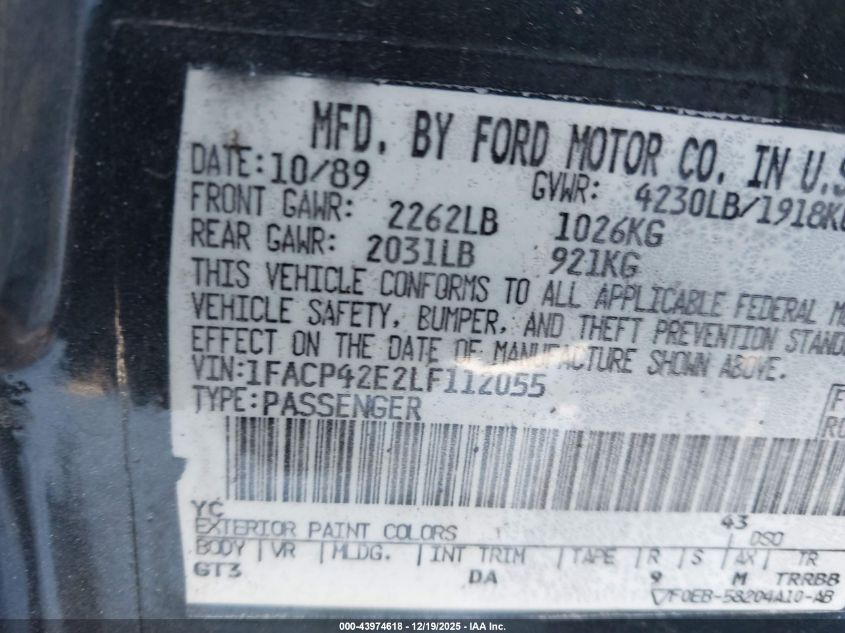 MFD. BY FORD MOTOR CO. IN U.S
DATE: 10/89 GVWR: 4230LB/1918KG
FRONT GAWR: 2262LB 1026KG
REAR GAWR: 2031LB 921KG
THIS VEHICLE CONFORMS TO ALL APPLICABLE FEDERAL M
VEHICLE SAFETY, BUMPER, AND THEFT PREVENTION STAND
EFFECT ON THE DATE OF MANUFACTURE SHOWN ABOVE.
VIN: 1FACP42E2LF112055
TYPE: PASSENGER
YC 43
EXTERIOR PAINT COLORS DSO
BODY | VR | MLDG. | INT TRIM | TAPE | R | S | AX | TR
GT3 DA 9 M TRRBB
▽F0EB-58204A10-AB
000-43974618 - 12/19/2025 - IAA Inc.